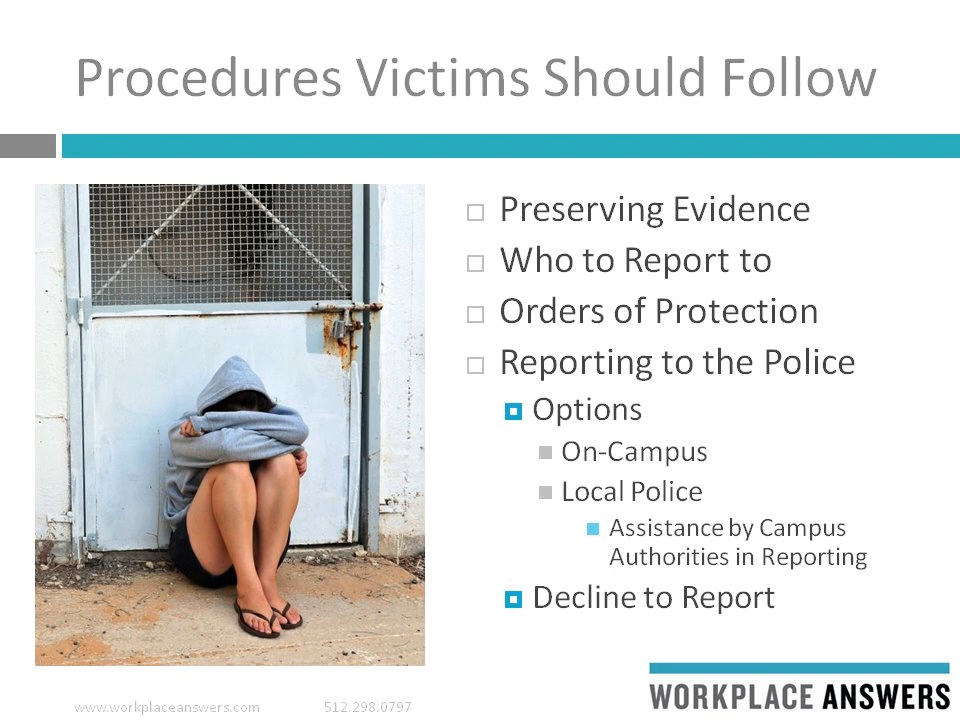 Procedures Victims Should Follow
Preserving Evidence
Who to Report to
Orders of Protection
Reporting to the Police
Options
On-Campus
Local Police
Assistance by Campus
Authorities in Reporting
Decline to Report
www.workplaceanswers.com 512.298.0797
WORKPLACE ANSWERS